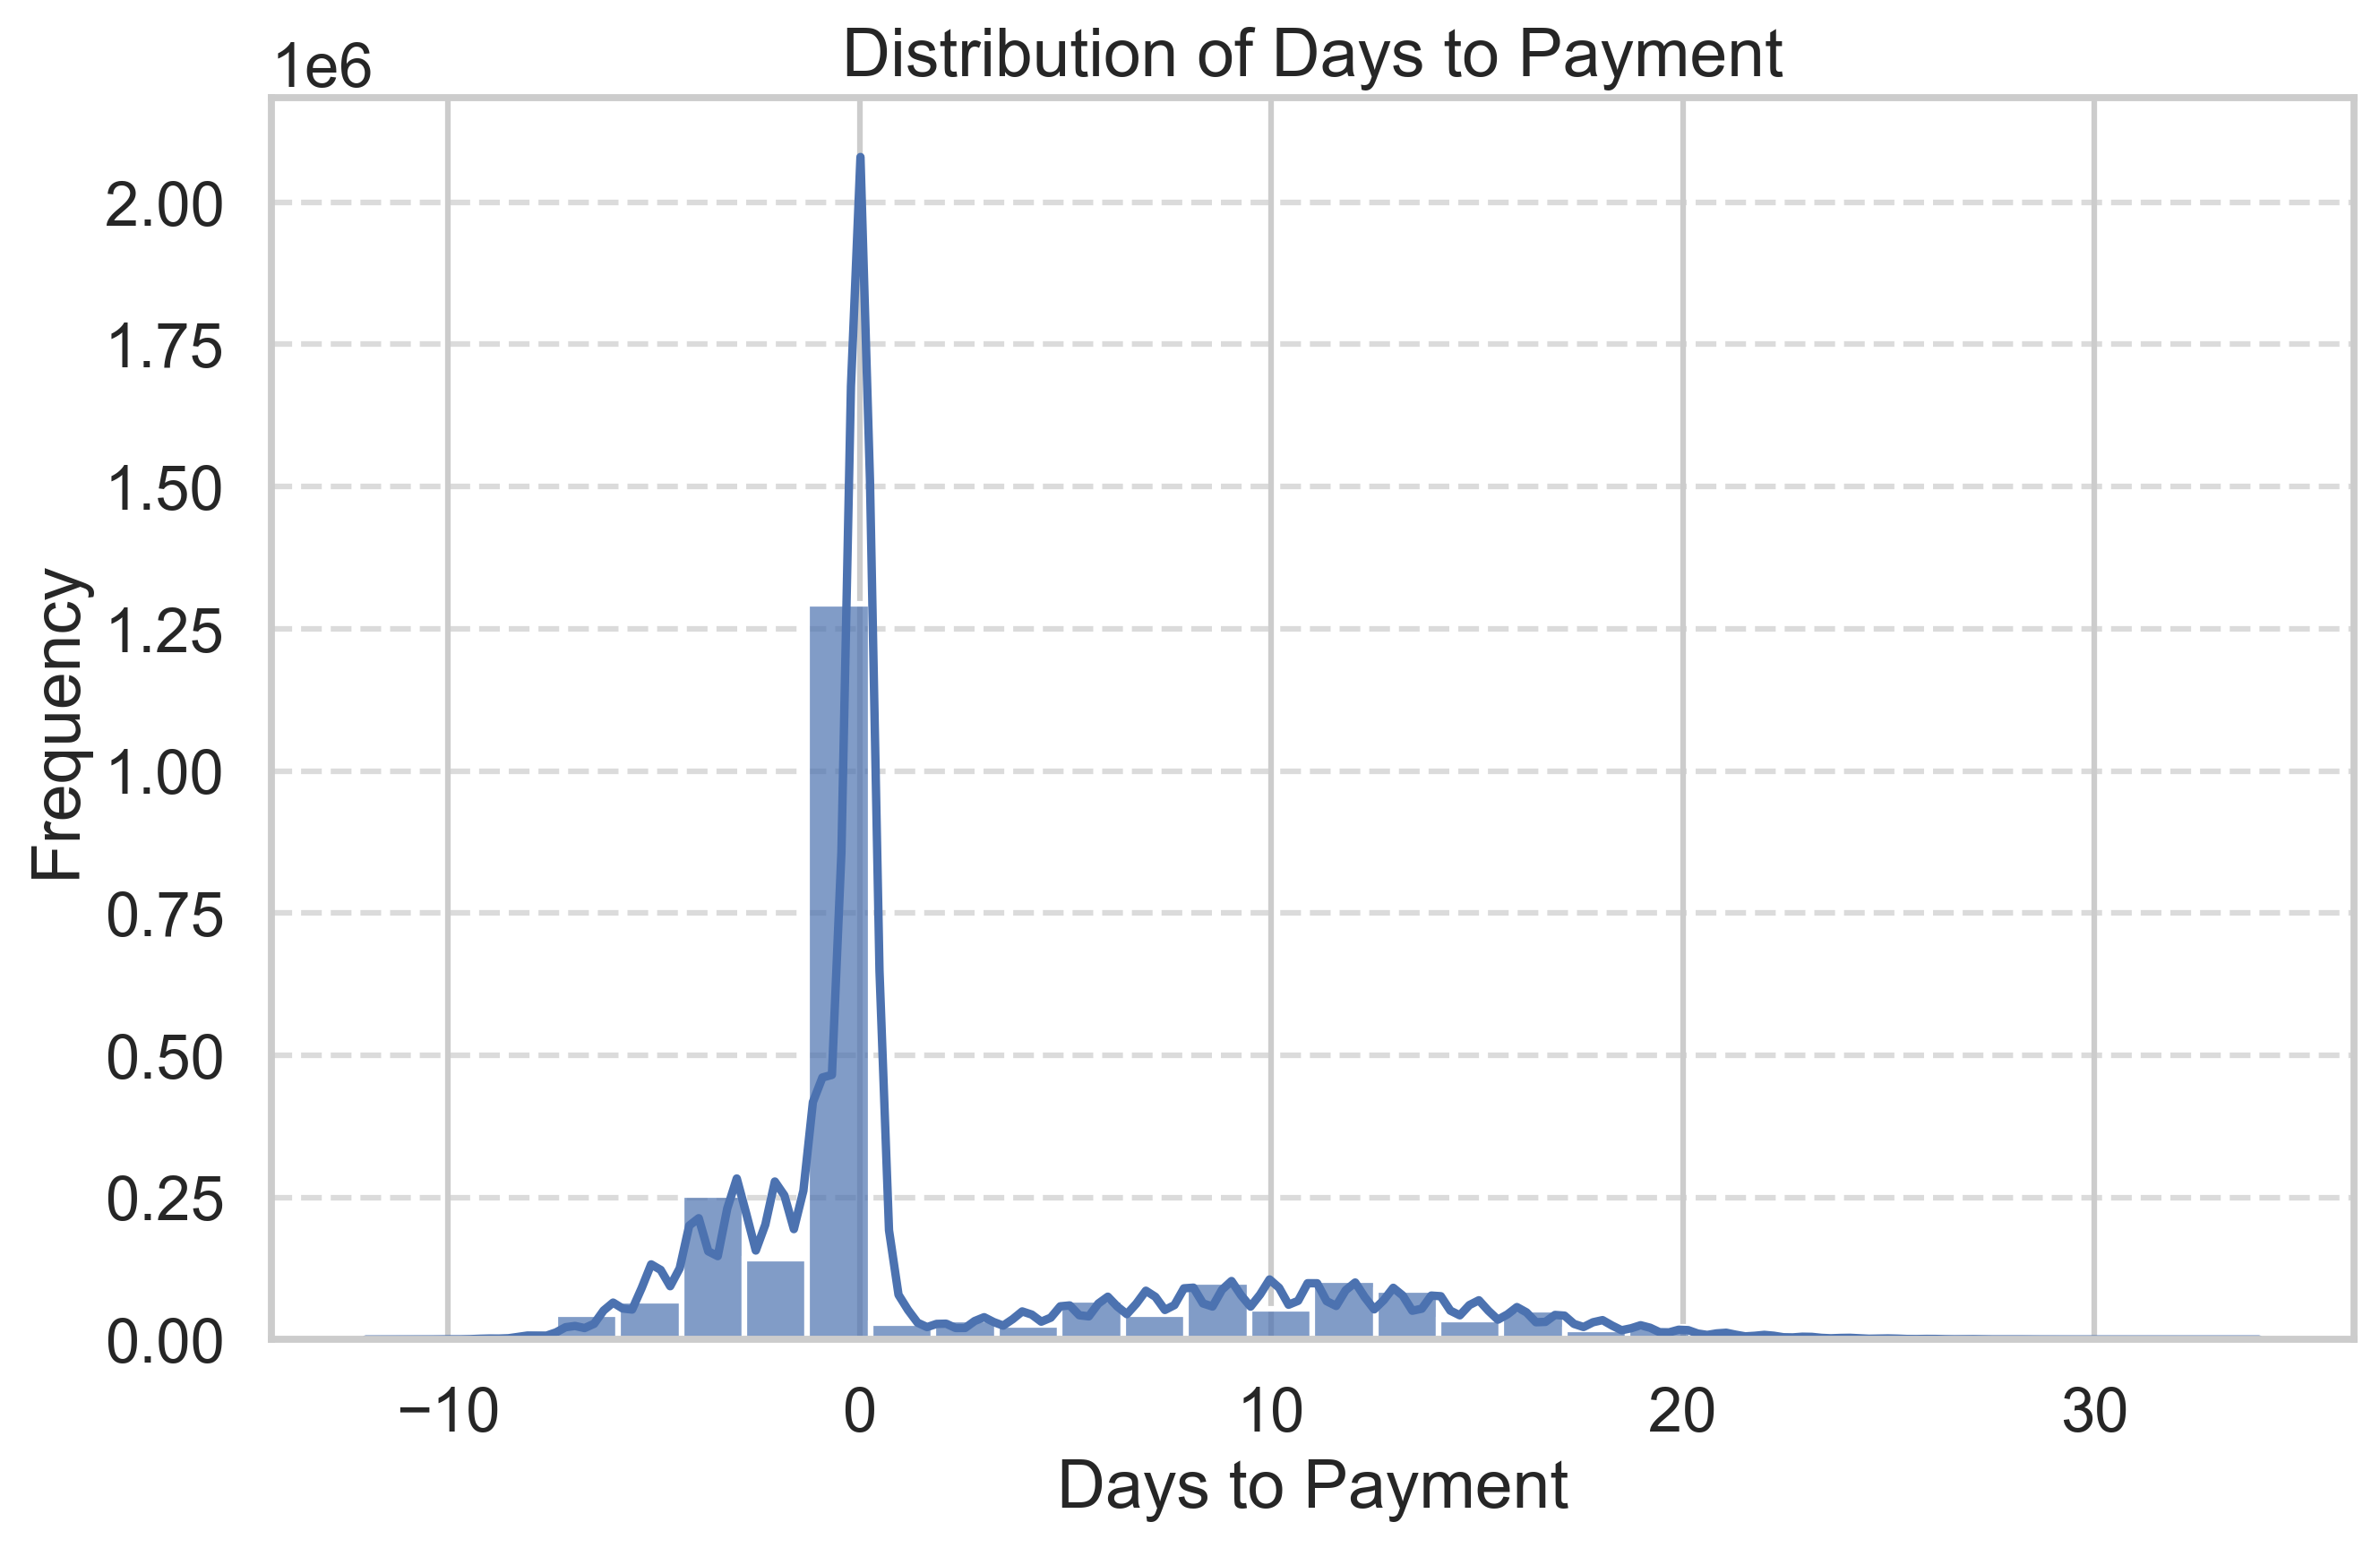 Distribution of Days to Payment
1e6
2.00
1.75
1.50
1.25
1.00
0.75
0.50
0.25
0.00
Frequency
−10 0 10 20 30
Days to Payment